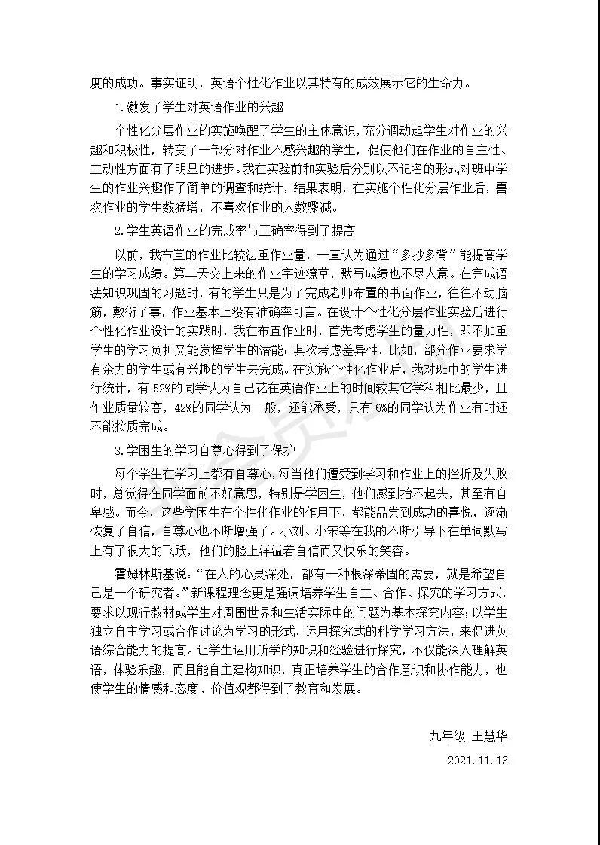 度的成功。事实证明，英语个性化作业以其特有的成效展示它的生命力。
1.激发了学生对英语作业的兴趣
个性化分层作业的实施唤醒了学生的主体意识，充分调动起学生对作业的兴
趣和积极性，转变了一部分对作业不感兴趣的学生，促使他们在作业的自主性、
主动性方面有了明显的进步。我在实验前和实验后分别以不记名的形式对班中学
生的作业兴趣作了简单的调查和统计，结果表明，在实施个性化分层作业后，喜
欢作业的学生数猛增，不喜欢作业的人数骤减。
2.学生英语作业的完成率与正确率得到了提高
以前，我布置的作业比较注重作业量，一直认为通过“多抄多背”能提高学
生的学习成绩。第二天交上来的作业字迹潦草，默写成绩也不尽人意。在完成语
法知识巩固的习题时，有的学生只是为了完成老师布置的书面作业，往往不动脑
筋，敷衍了事，作业基本上没有准确率可言。在设计个性化分层作业实验后进行
个性化作业设计的实践时，我在布置作业时，首先考虑学生的量力性，即不加重
学生的学习负担又能发挥学生的潜能；其次考虑差异性，比如，部分作业要求学
有余力的学生或有兴趣的学生去完成。在实施个性化作业后，我对班中的学生进
行统计，有 52%的同学认为自己花在英语作业上的时间较其它学科相比最少，且
作业质量较高，42%的同学认为一般，还能承受，只有 6%的同学认为作业有时还
不能按质完成。
3.学困生的学习自尊心得到了保护
每个学生在学习上都有自尊心，每当他们遭受到学习和作业上的挫折及失败
时，总觉得在同学面前不好意思，特别是学困生，他们感到抬不起头，甚至有自
卑感。而今，这些学困生在个性化作业的作用下，都能品尝到成功的喜悦，逐渐
恢复了自信，自尊心也不断增强了。小刘、小宋等在我的不断引导下在单词默写
上有了很大的飞跃，他们的脸上洋溢着自信而又快乐的笑容。
霍姆林斯基说：“在人的心灵深处，都有一种根深蒂固的需要，就是希望自
己是一个研究者。”新课程理念更是强调培养学生自主、合作、探究的学习方式，
要求以现行教材或学生对周围世界和生活实际中的问题为基本探究内容；以学生
独立自主学习或合作讨论为学习的形式，运用探究式的科学学习方法，来促进英
语综合能力的提高。让学生运用所学的知识和经验进行探究，不仅能深入理解英
语，体验乐趣，而且能自主建构知识，真正培养学生的合作意识和协作能力，也
使学生的情感和态度、价值观都得到了教育和发展。
九年级 王慧华
2021.11.13